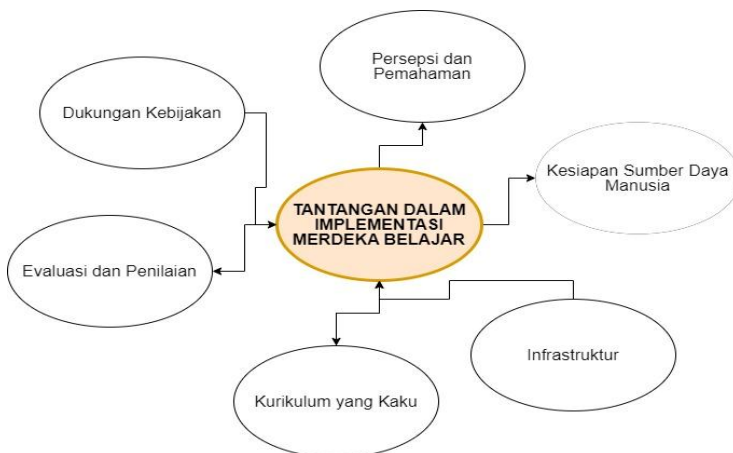 Persepsi dan
Pemahaman
Dukungan Kebijakan
Kesiapan Sumber Daya
Manusia
TANTANGAN DALAM
IMPLEMENTASI
MERDEKA BELAJAR
Evaluasi dan Penilaian
Infrastruktur
Kurikulum yang Kaku